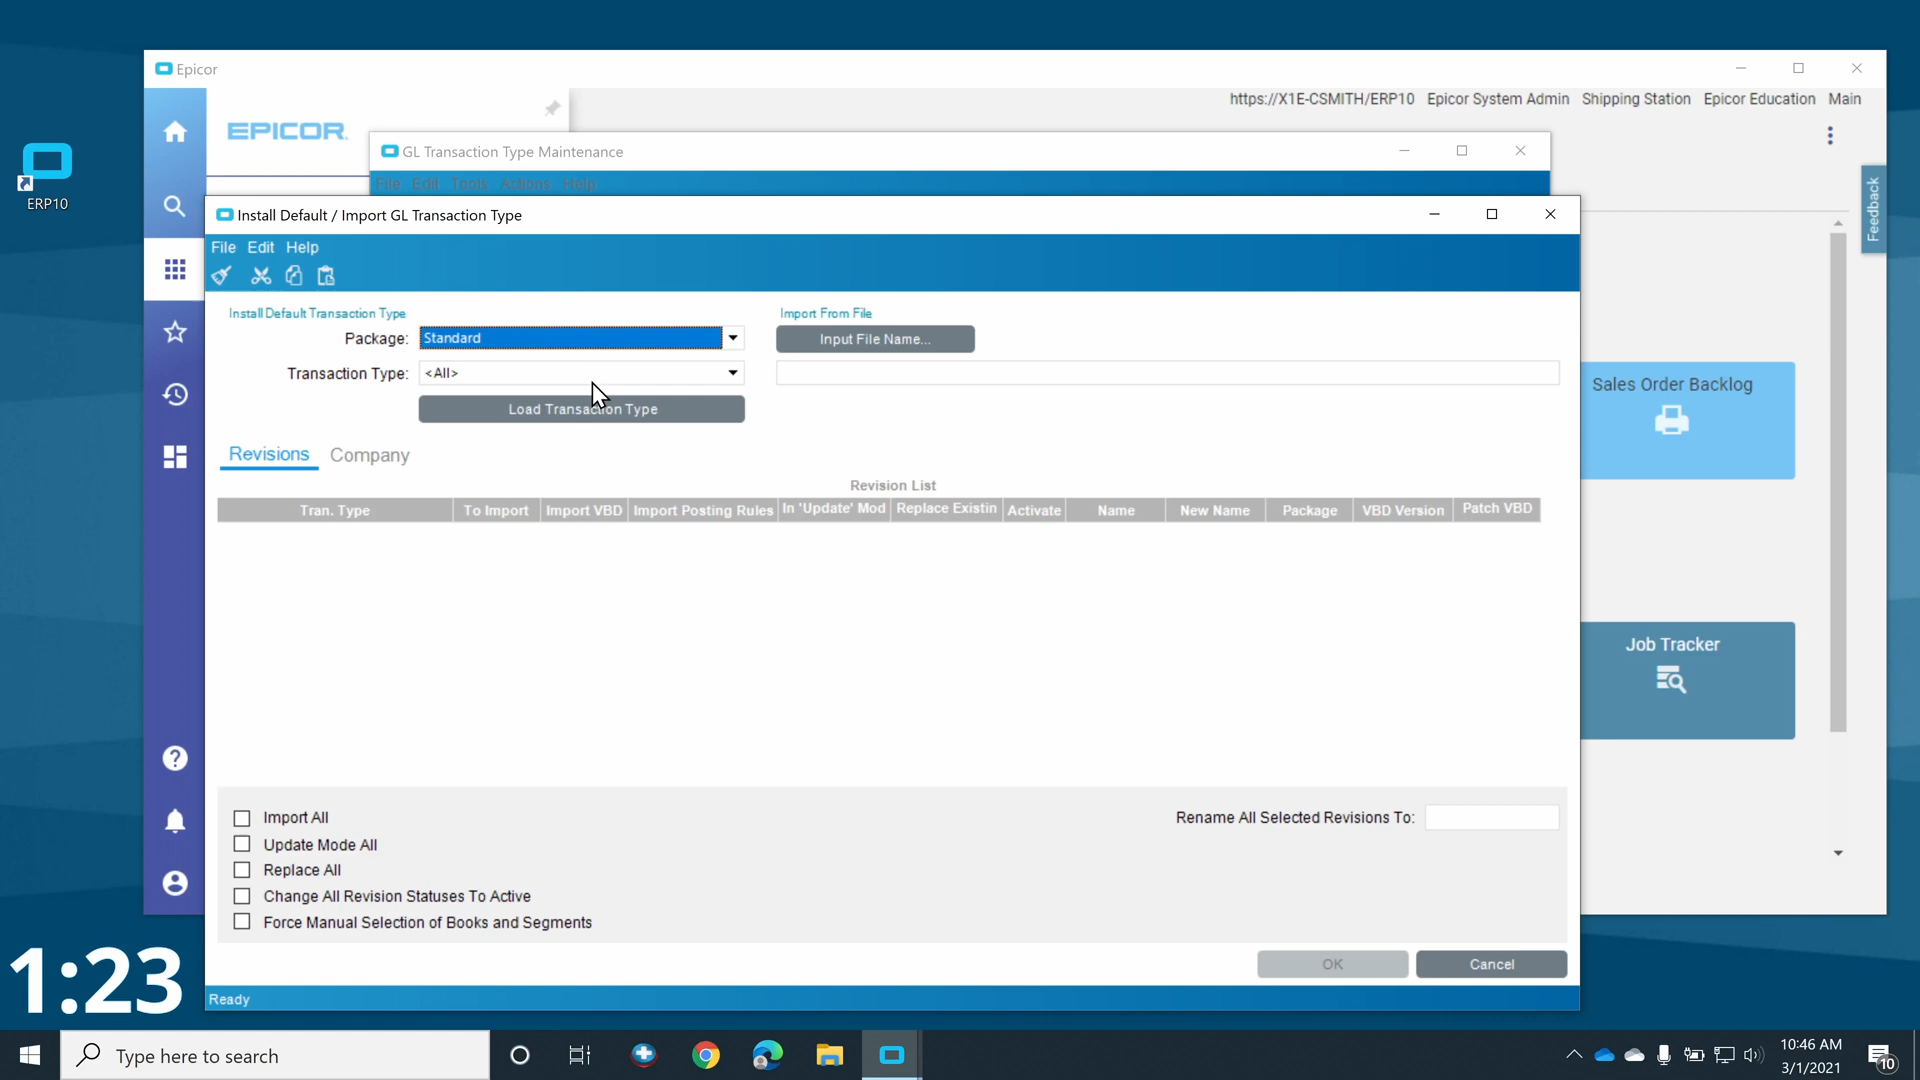 Epicor
https://X1E-CSMITH/ERP10 Epicor System Admin Shipping Station Epicor Education Main
EPICOR
GL Transaction Type Maintenance
File Edit Tools Actions Help
ERP10
Feedback
Install Default / Import GL Transaction Type
File Edit Help
Install Default Transaction Type
Import From File
Package: Standard
Input File Name...
Transaction Type: <All>
Load Transaction Type
Sales Order Backlog
Revisions Company
Revision List
Tran. Type To Import Import VBD Import Posting Rules In 'Update' Mod Replace Existin Activate Name New Name Package VBD Version Patch VBD
Job Tracker
Import All
Rename All Selected Revisions To:
Update Mode All
Replace All
Change All Revision Statuses To Active
Force Manual Selection of Books and Segments
OK Cancel
1:23
Ready
Type here to search
10:46 AM
3/1/2021
10